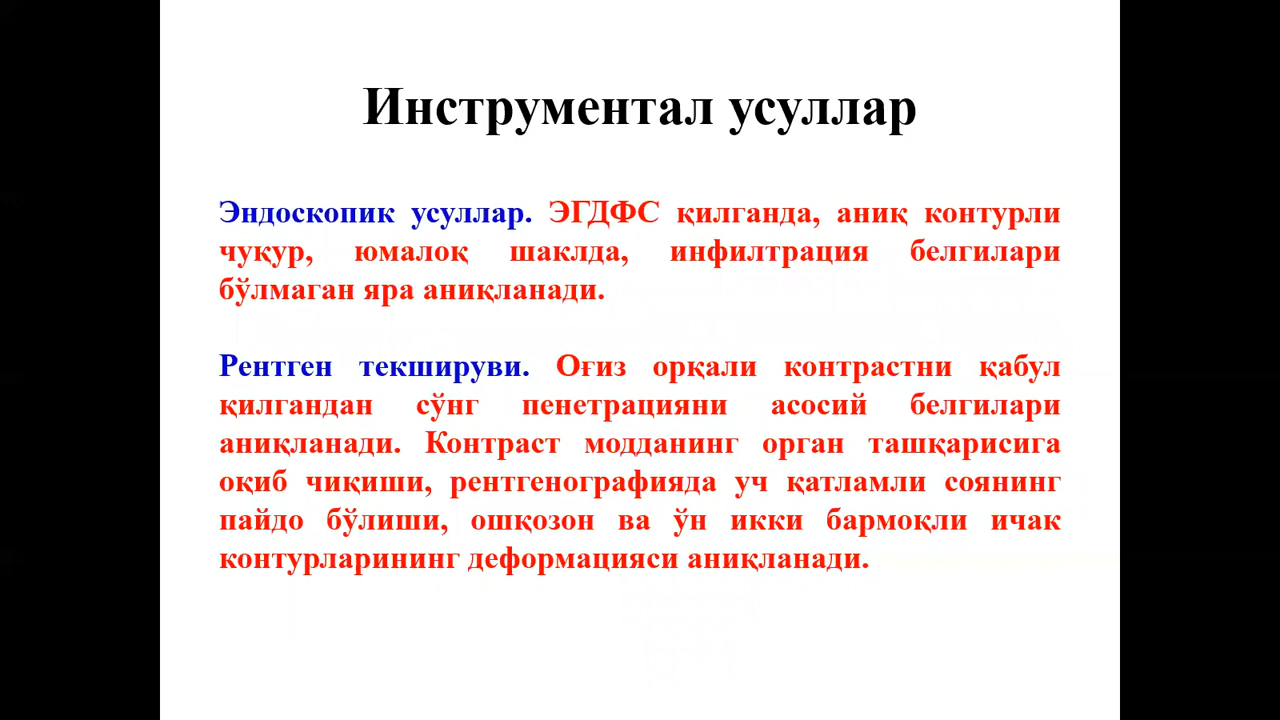 Инструментал усуллар
Эндоскопик усуллар. ЭГДФС қилганда, аниқ контурли
чуқур, юмалоқ шаклда, инфилтрация белгилари
бўлмаган яра аниқланади.
Рентген текшируви. Оғиз орқали контрастни қабул
қилгандан сўнг пенетрацияни асосий белгилари
аниқланади. Контраст модданинг орган ташқарисига
оқиб чиқиши, рентгенографияда уч қатламли соянинг
пайдо бўлиши, ошқозон ва ўн икки бармоқли ичак
контурларининг деформацияси аниқланади.